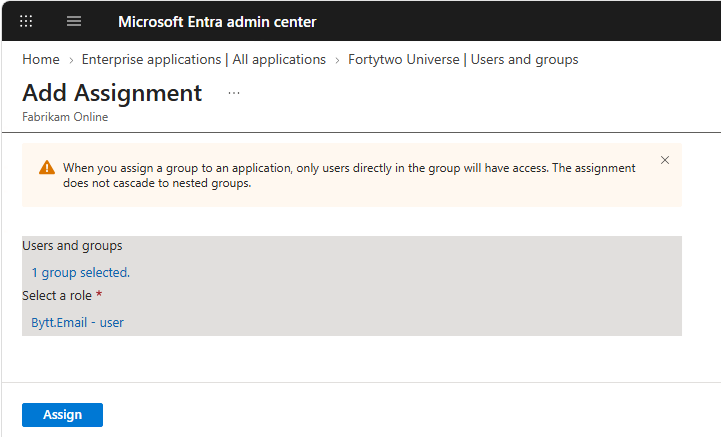 Microsoft Entra admin center
Home > Enterprise applications | All applications > Fortytwo Universe | Users and groups
Add Assignment ...
Fabrikam Online
When you assign a group to an application, only users directly in the group will have access. The assignment
does not cascade to nested groups.
Users and groups
1 group selected.
Select a role *
Bytt.Email - user
Assign